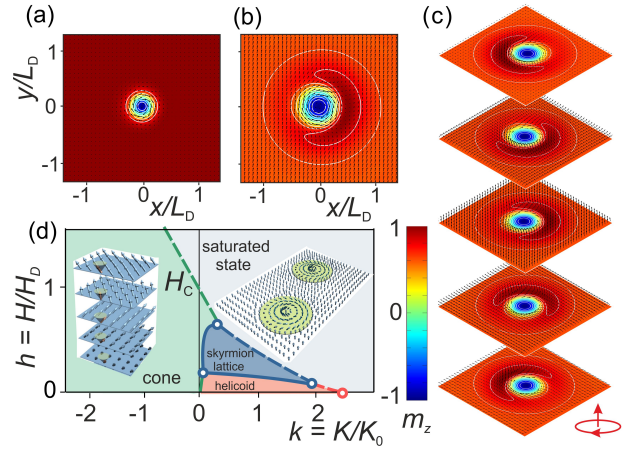 (a)
(b)
(c)
y/L_D
1
0
-1
-1
0
1
x/L_D
-1
0
1
x/L_D
(d)
h = H/H_D
1
0
-2
-1
0
1
2
3
k = K/K_0
H_C
saturated
state
skyrmion
lattice
helicoid
cone
1
0
-1
m_z